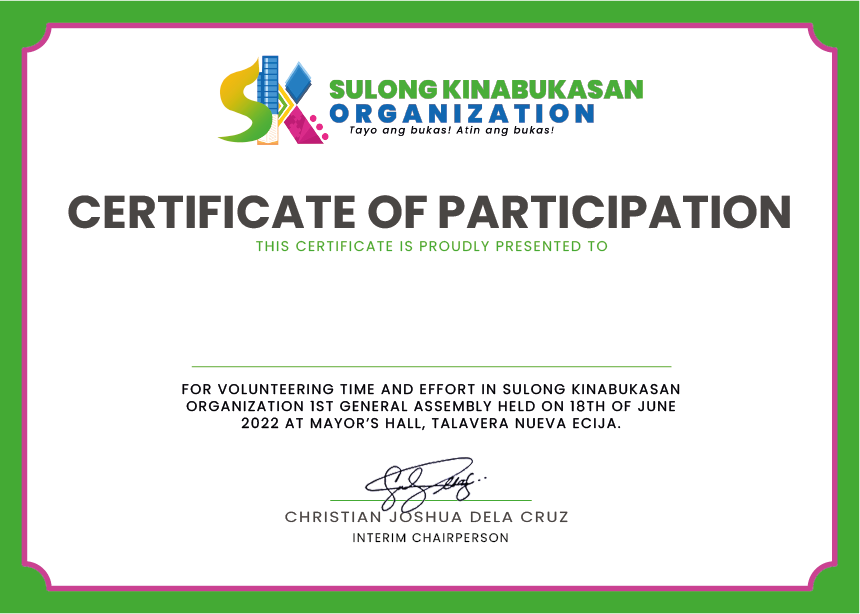 SK
SULONG KINABUKASAN
ORGANIZATION
Tayo ang bukas! Atin ang bukas!
CERTIFICATE OF PARTICIPATION
THIS CERTIFICATE IS PROUDLY PRESENTED TO
FOR VOLUNTEERING TIME AND EFFORT IN SULONG KINABUKASAN
ORGANIZATION 1ST GENERAL ASSEMBLY HELD ON 18TH OF JUNE
2022 AT MAYOR’S HALL, TALAVERA NUEVA ECIJA.
CHRISTIAN JOSHUA DELA CRUZ
INTERIM CHAIRPERSON